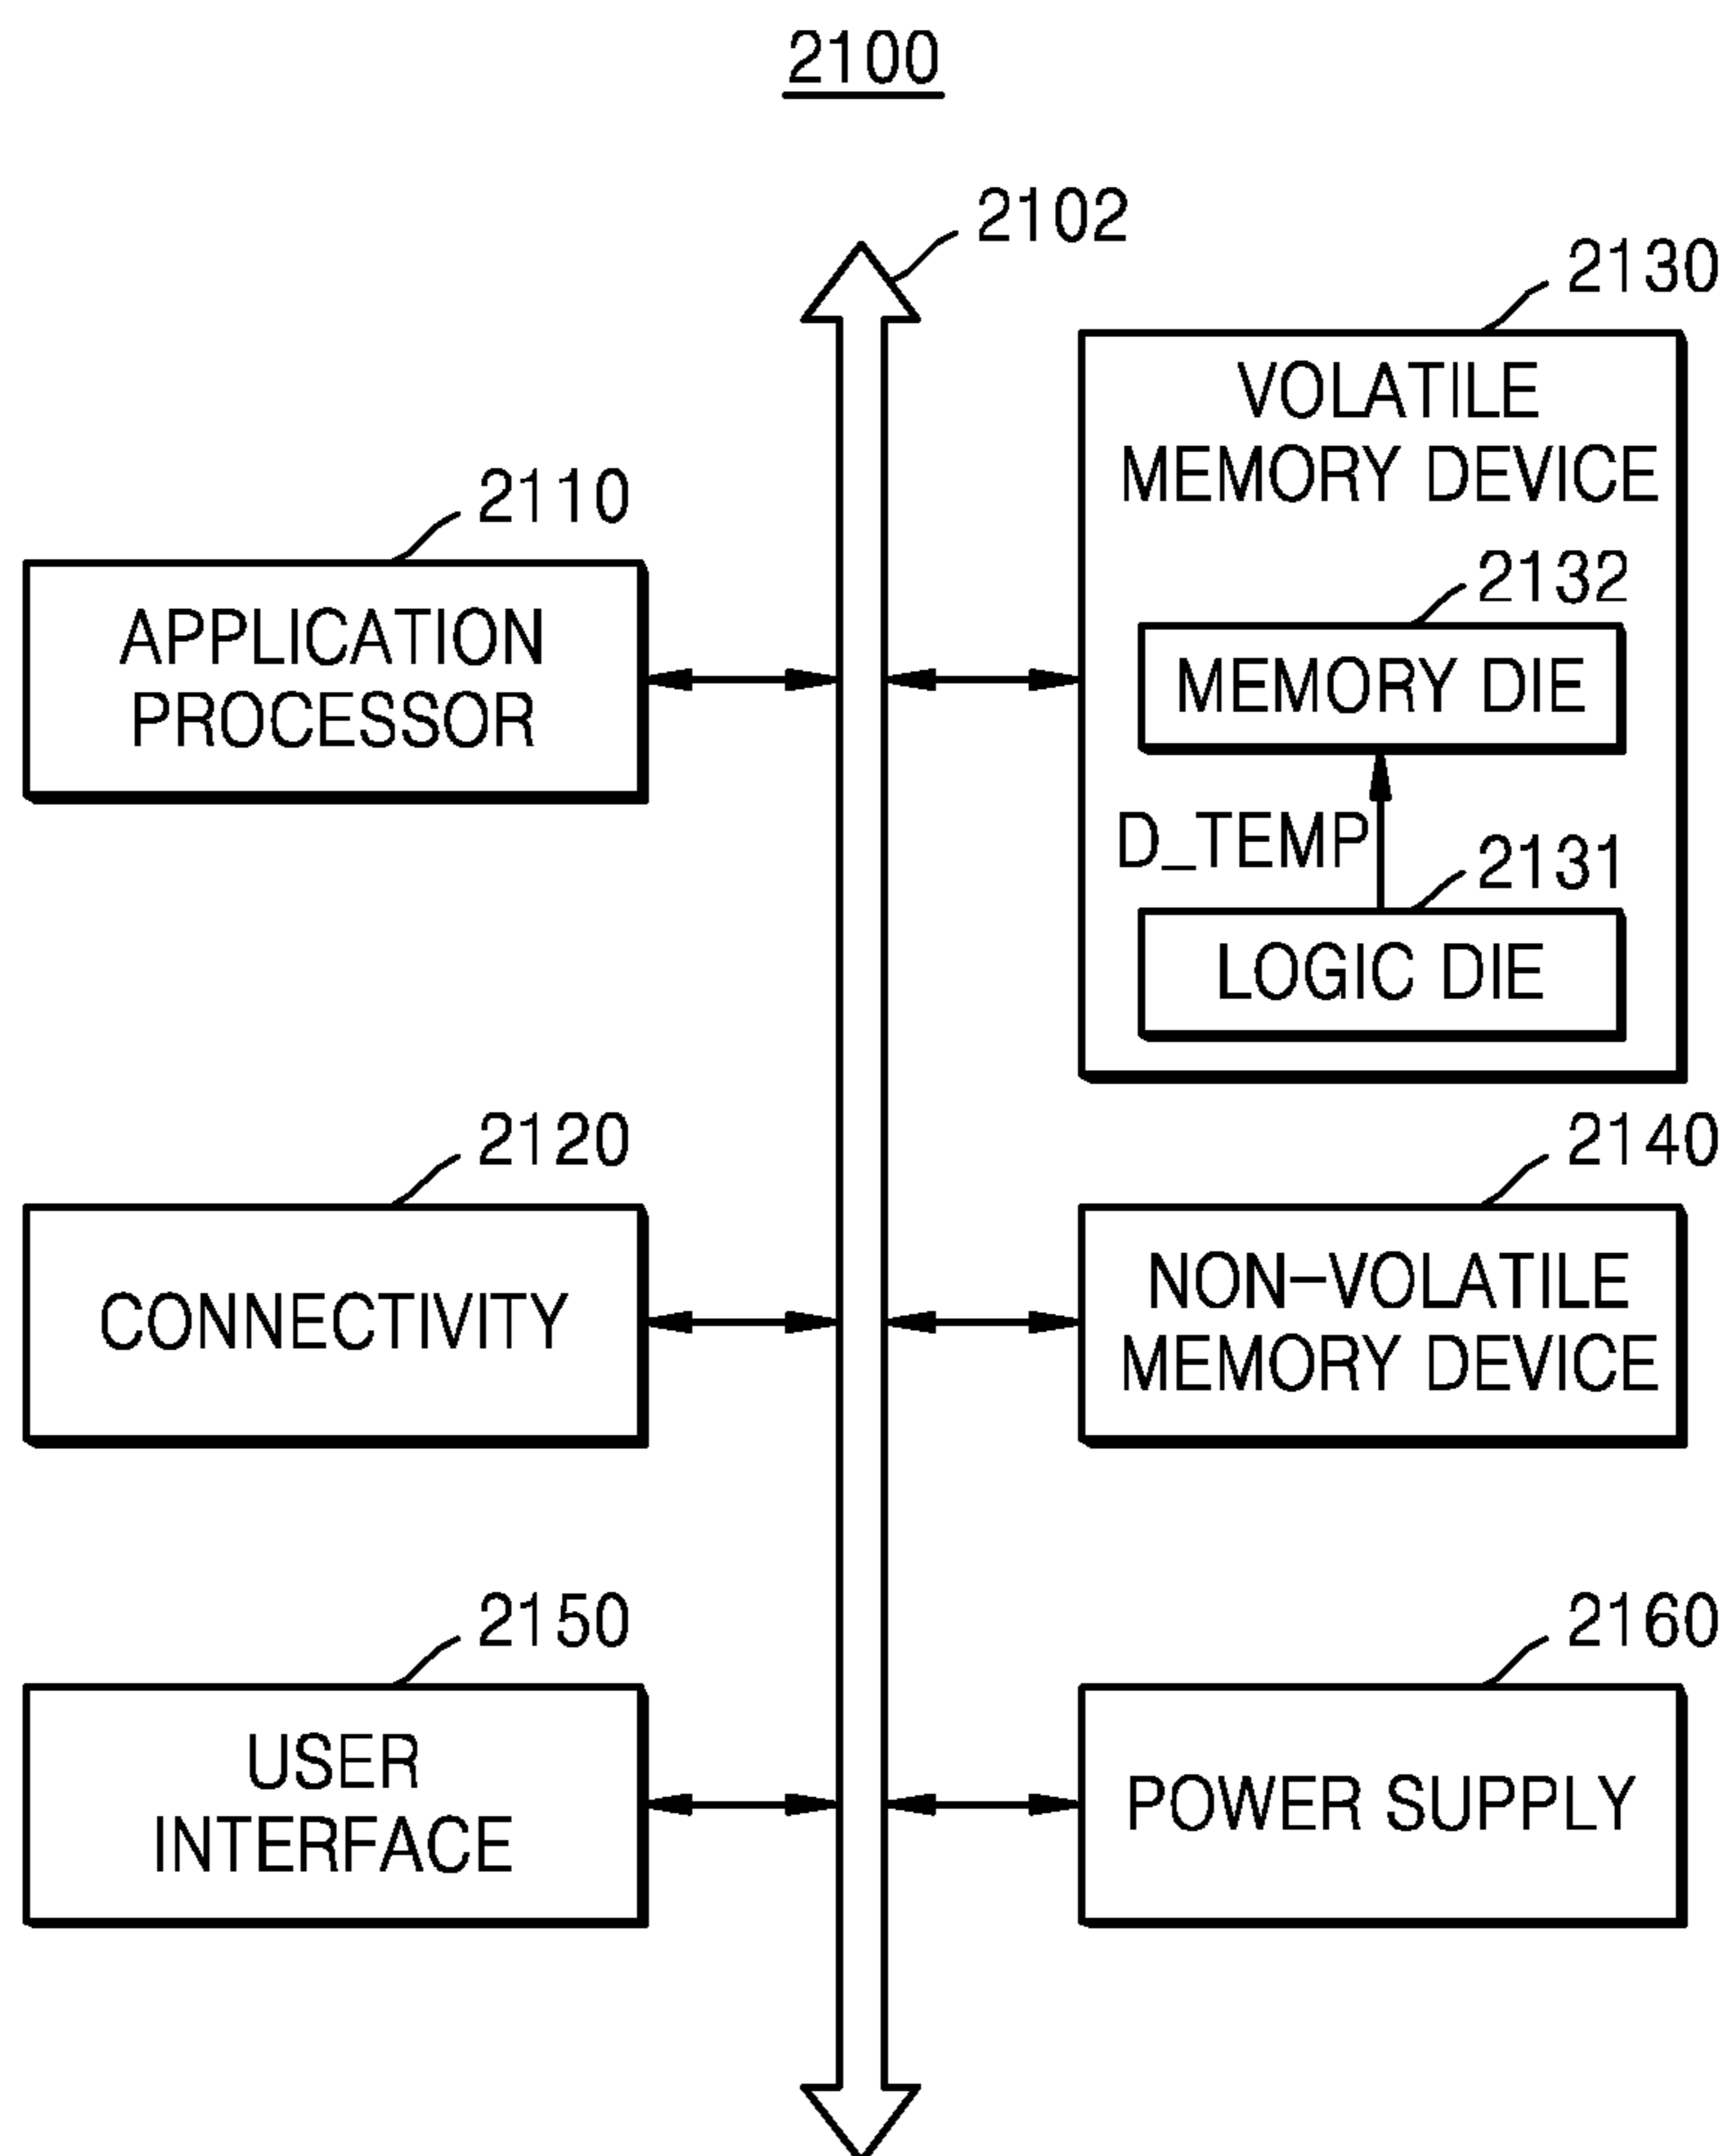 2100
2102
2130
VOLATILE
MEMORY DEVICE
2110
APPLICATION
PROCESSOR
2132
MEMORY DIE
D_TEMP
2131
LOGIC DIE
2120
CONNECTIVITY
2140
NON-VOLATILE
MEMORY DEVICE
2150
USER
INTERFACE
2160
POWER SUPPLY